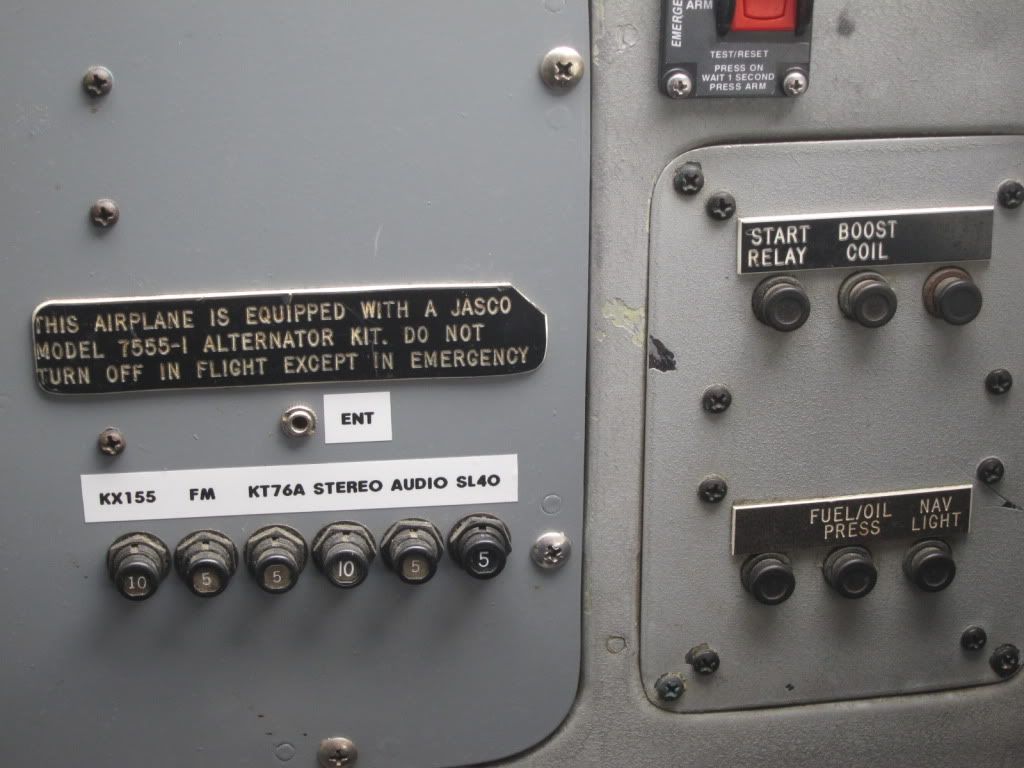 THIS AIRPLANE IS EQUIPPED WITH A JASCO
MODEL 7555-1 ALTERNATOR KIT. DO NOT
TURN OFF IN FLIGHT EXCEPT IN EMERGENCY
ENT
KX155 FM KT76A STEREO AUDIO SL40
10 5 5 10 5 5
ARM
TEST/RESET
PRESS ON
WAIT 1 SECOND
PRESS ARM
START BOOST
RELAY COIL
FUEL/OIL NAV
PRESS LIGHT